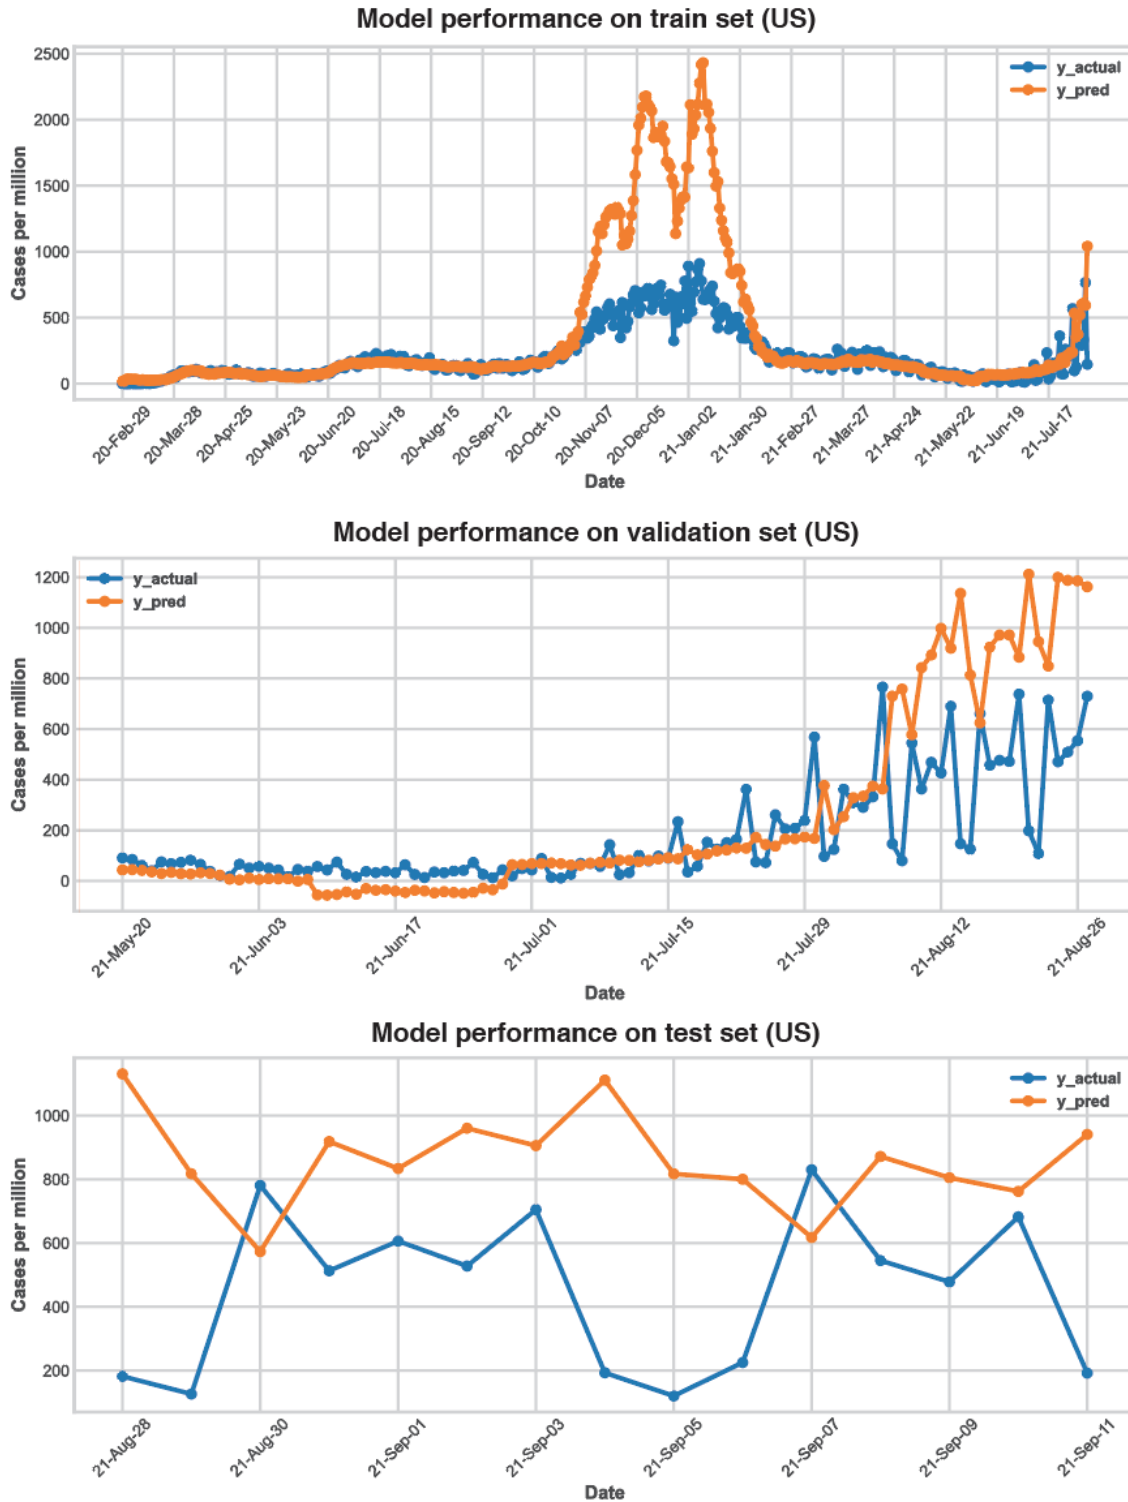 Model performance on train set (US)
Cases per million
2500
2000
1500
1000
500
0
y_actual
y_pred
20-Feb-29
20-Mar-28
20-Apr-25
20-May-23
20-Jun-20
20-Jul-18
20-Aug-15
20-Sep-12
20-Oct-10
20-Nov-07
20-Dec-05
21-Jan-02
21-Jan-30
21-Feb-27
21-Mar-27
21-Apr-24
21-May-22
21-Jun-19
21-Jul-17
Date
Model performance on validation set (US)
Cases per million
1200
1000
800
600
400
200
0
y_actual
y_pred
21-May-20
21-Jun-03
21-Jun-17
21-Jul-01
21-Jul-15
21-Jul-29
21-Aug-12
21-Aug-26
Date
Model performance on test set (US)
Cases per million
1000
800
600
400
200
y_actual
y_pred
21-Aug-28
21-Aug-30
21-Sep-01
21-Sep-03
21-Sep-05
21-Sep-07
21-Sep-09
21-Sep-11
Date